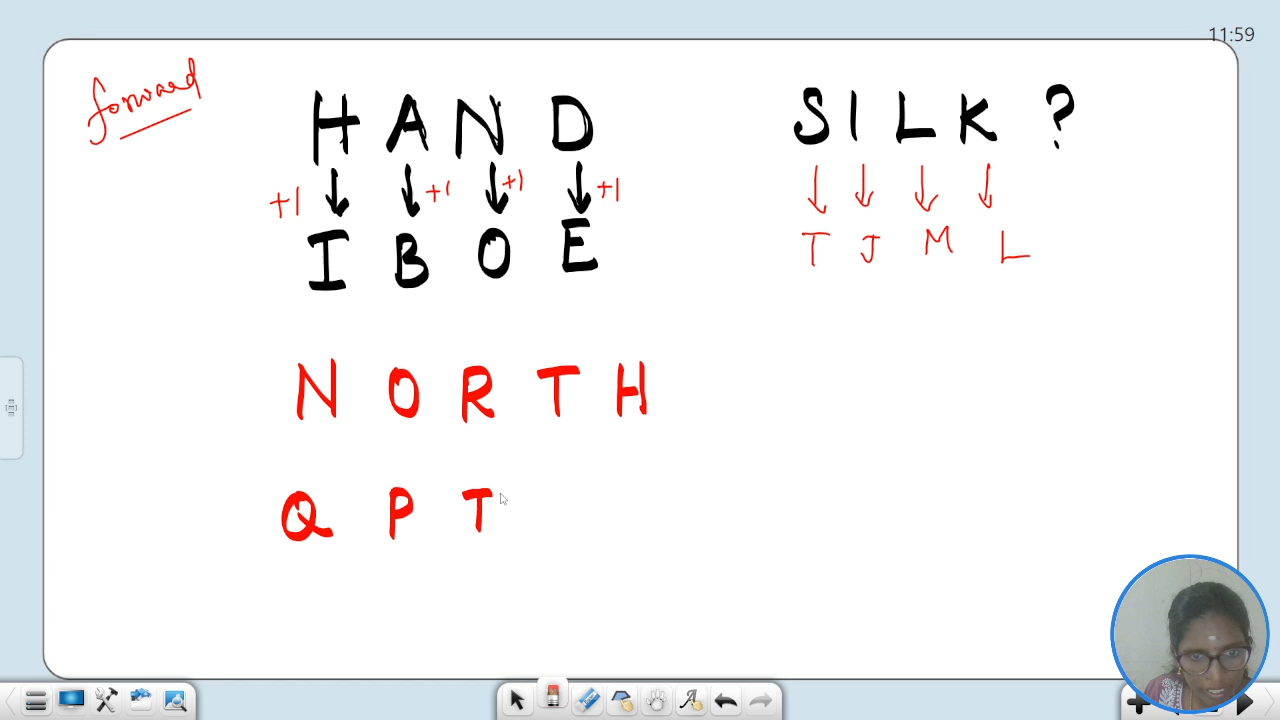 11:59
forward
H A N D
+1 +1 +1 +1
I B O E
S I L K ?
T J M L
N O R T H
Q P T